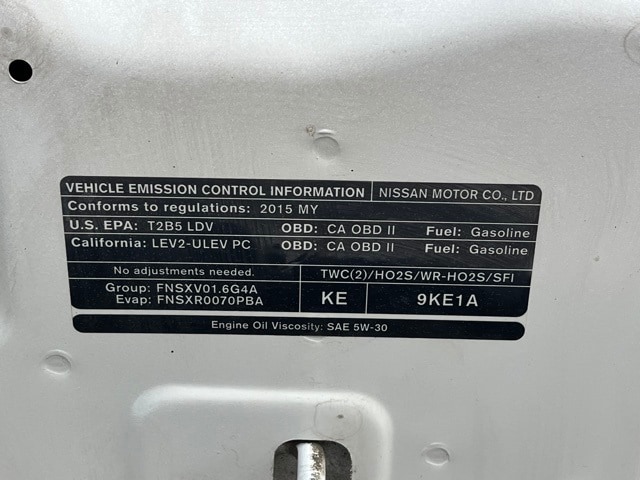 VEHICLE EMISSION CONTROL INFORMATION NISSAN MOTOR CO., LTD
Conforms to regulations: 2015 MY
U.S. EPA: T2B5 LDV OBD: CA OBD II Fuel: Gasoline
California: LEV2-ULEV PC OBD: CA OBD II Fuel: Gasoline
No adjustments needed. TWC(2)/HO2S/WR-HO2S/SFI
Group: FNSXV01.6G4A
Evap: FNSXR0070PBA KE 9KE1A
Engine Oil Viscosity: SAE 5W-30